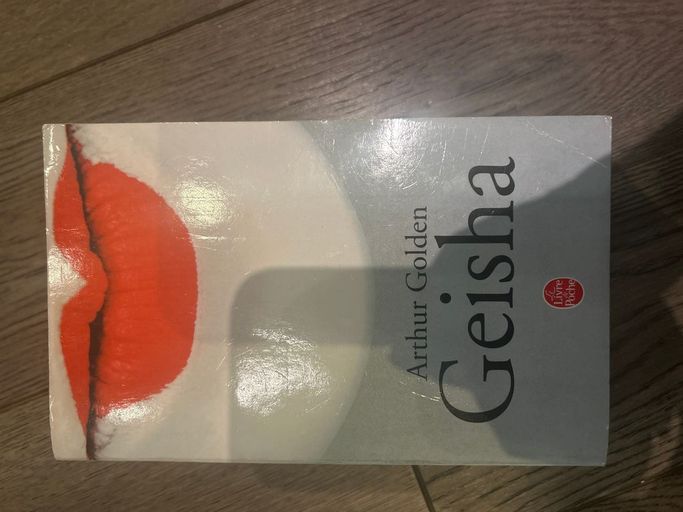 Arthur Golden
Geisha
Le
Livre
de
Poche